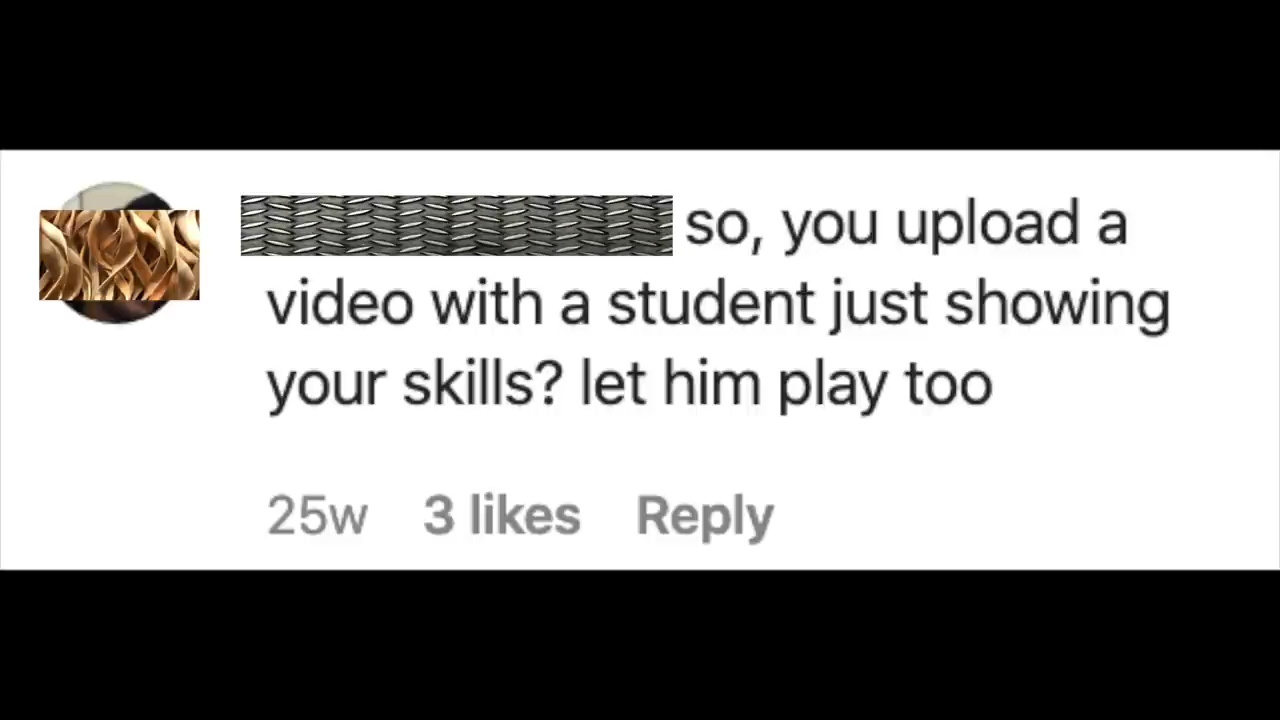 so, you upload a
video with a student just showing
your skills? let him play too
25w 3 likes Reply